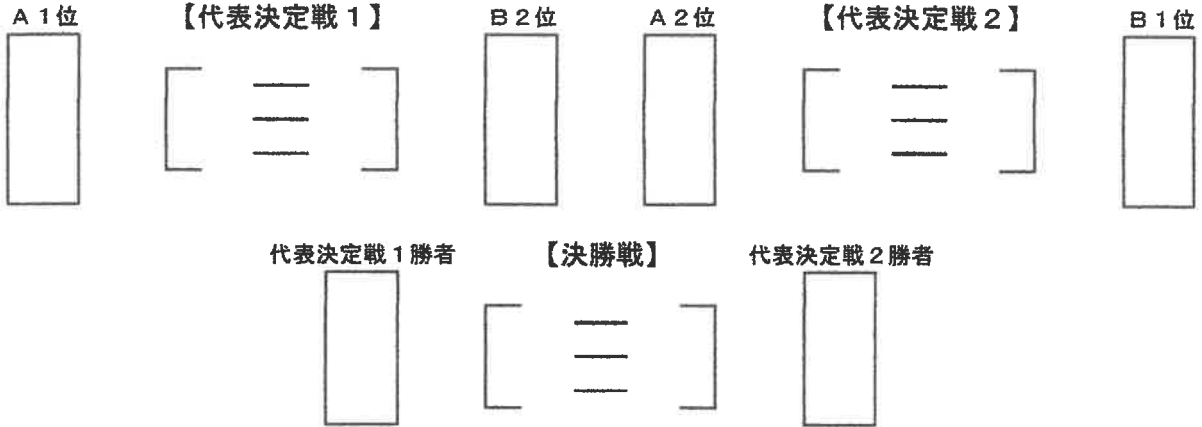 A1位 【代表決定戦1】 B2位 A2位 【代表決定戦2】 B1位
代表決定戦1勝者 【決勝戦】 代表決定戦2勝者